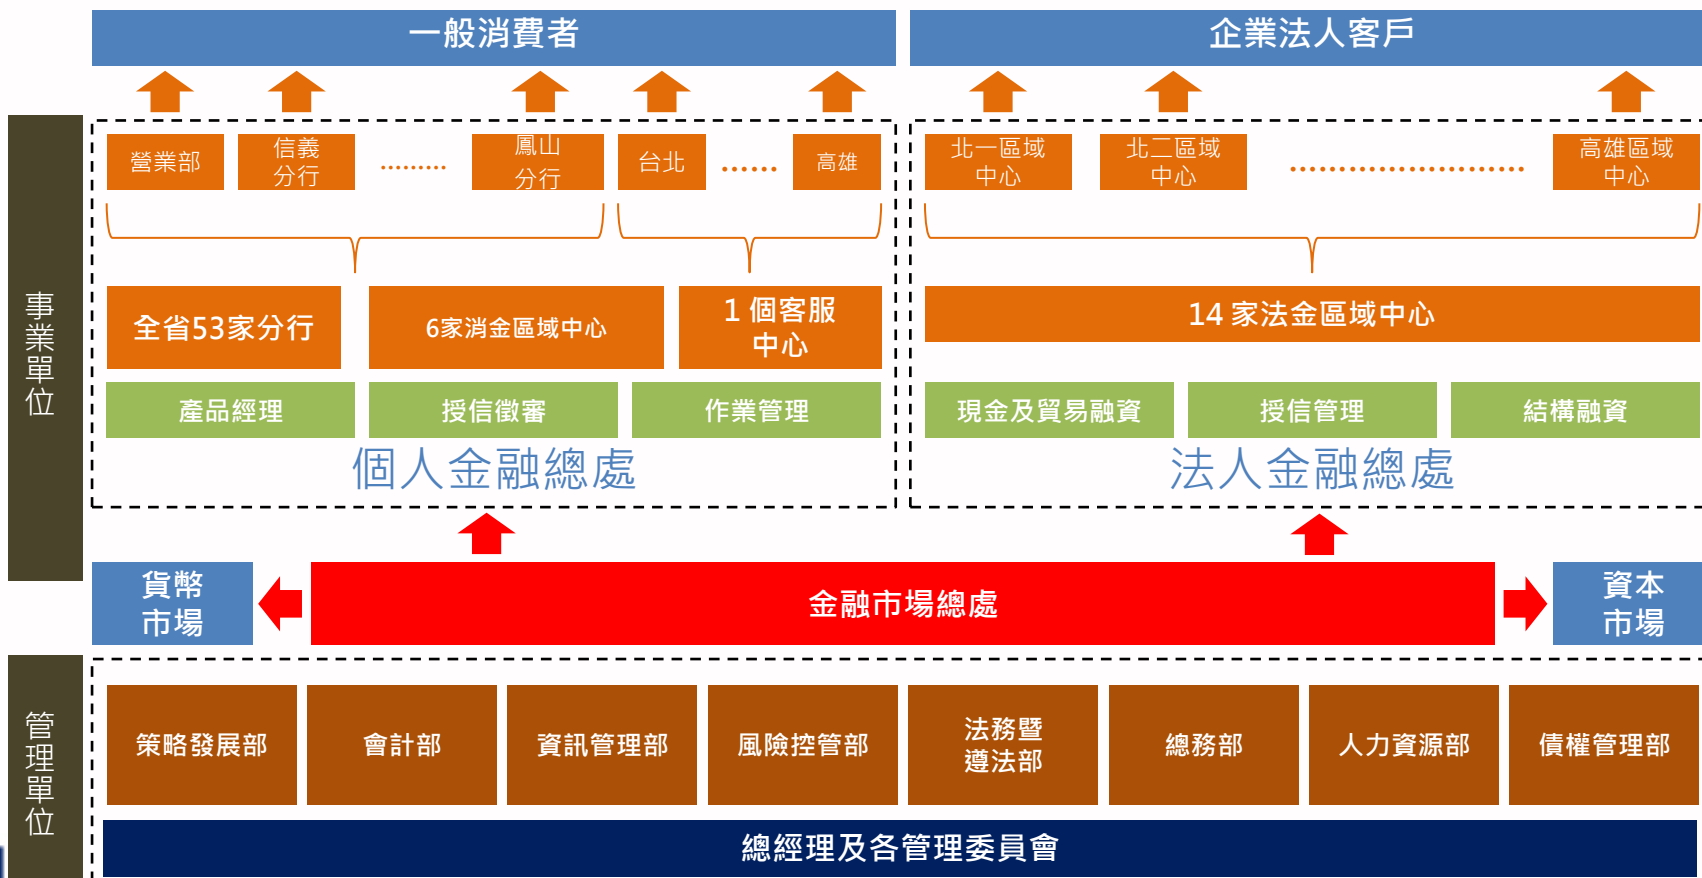 一般消費者
企業法人客戶
營業部
信義
分行
………
鳳山
分行
台北
……
高雄
北一區域
中心
北二區域
中心
……………………
高雄區域
中心
全省53家分行
6家消金區域中心
1 個客服
中心
14 家法金區域中心
產品經理
授信徵審
作業管理
現金及貿易融資
授信管理
結構融資
個人金融總處
法人金融總處
事業單位
貨幣
市場
金融市場總處
資本
市場
管理單位
策略發展部
會計部
資訊管理部
風險控管部
法務暨
遵法部
總務部
人力資源部
債權管理部
總經理及各管理委員會